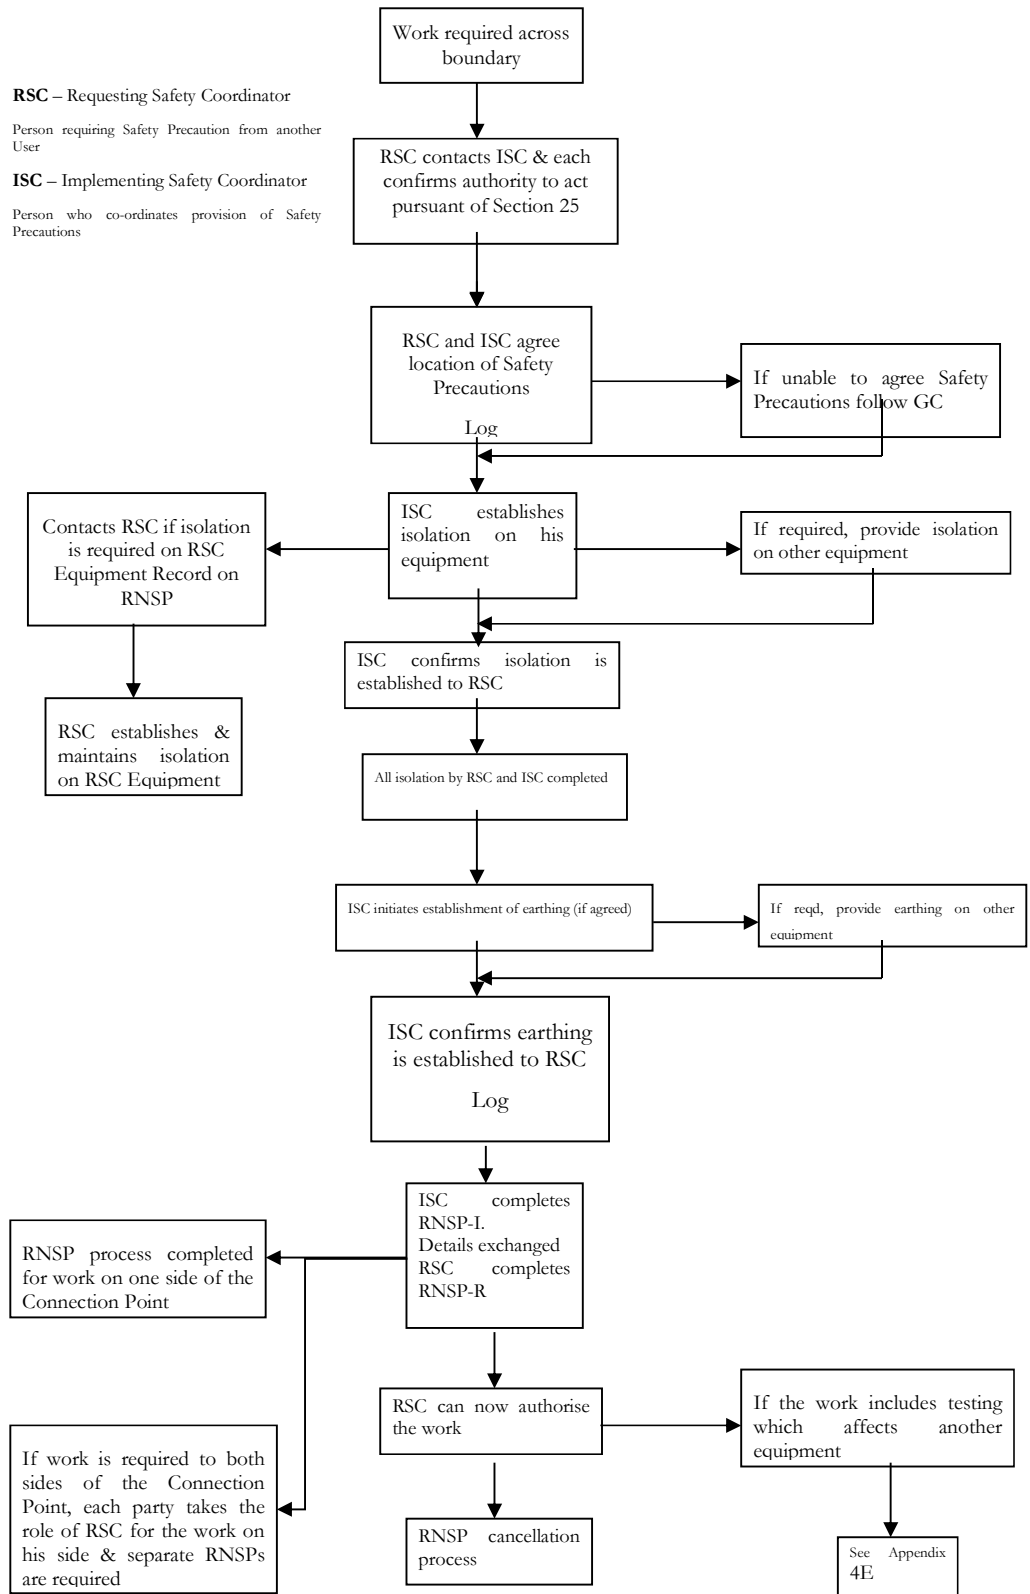 Work required across
boundary
RSC – Requesting Safety Coordinator
Person requiring Safety Precaution from another
User
ISC – Implementing Safety Coordinator
Person who co-ordinates provision of Safety
Precautions
RSC contacts ISC & each
confirms authority to act
pursuant of Section 25
RSC and ISC agree
location of Safety
Precautions
Log
If unable to agree Safety
Precautions follow GC
Contacts RSC if isolation
is required on RSC
Equipment Record on
RNSP
ISC establishes
isolation on his
equipment
If required, provide isolation
on other equipment
ISC confirms isolation is
established to RSC
RSC establishes &
maintains isolation
on RSC Equipment
All isolation by RSC and ISC completed
ISC initiates establishment of earthing (if agreed)
If reqd, provide earthing on other
equipment
ISC confirms earthing
is established to RSC
Log
ISC completes
RNSP-I.
Details exchanged
RSC completes
RNSP-R
RNSP process completed
for work on one side of the
Connection Point
RSC can now authorise
the work
If the work includes testing
which affects another
equipment
If work is required to both
sides of the Connection
Point, each party takes the
role of RSC for the work on
his side & separate RNSPs
are required
RNSP cancellation
process
See Appendix
4E